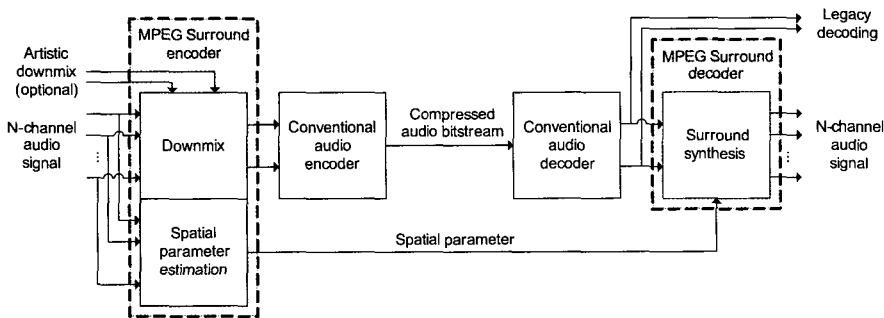 MPEG Surround
encoder
Artistic
downmix
(optional)
N-channel
audio
signal
Downmix
Spatial
parameter
estimation
Conventional
audio
encoder
Compressed
audio bitstream
Spatial parameter
Conventional
audio
decoder
Legacy
decoding
MPEG Surround
decoder
Surround
synthesis
N-channel
audio
signal